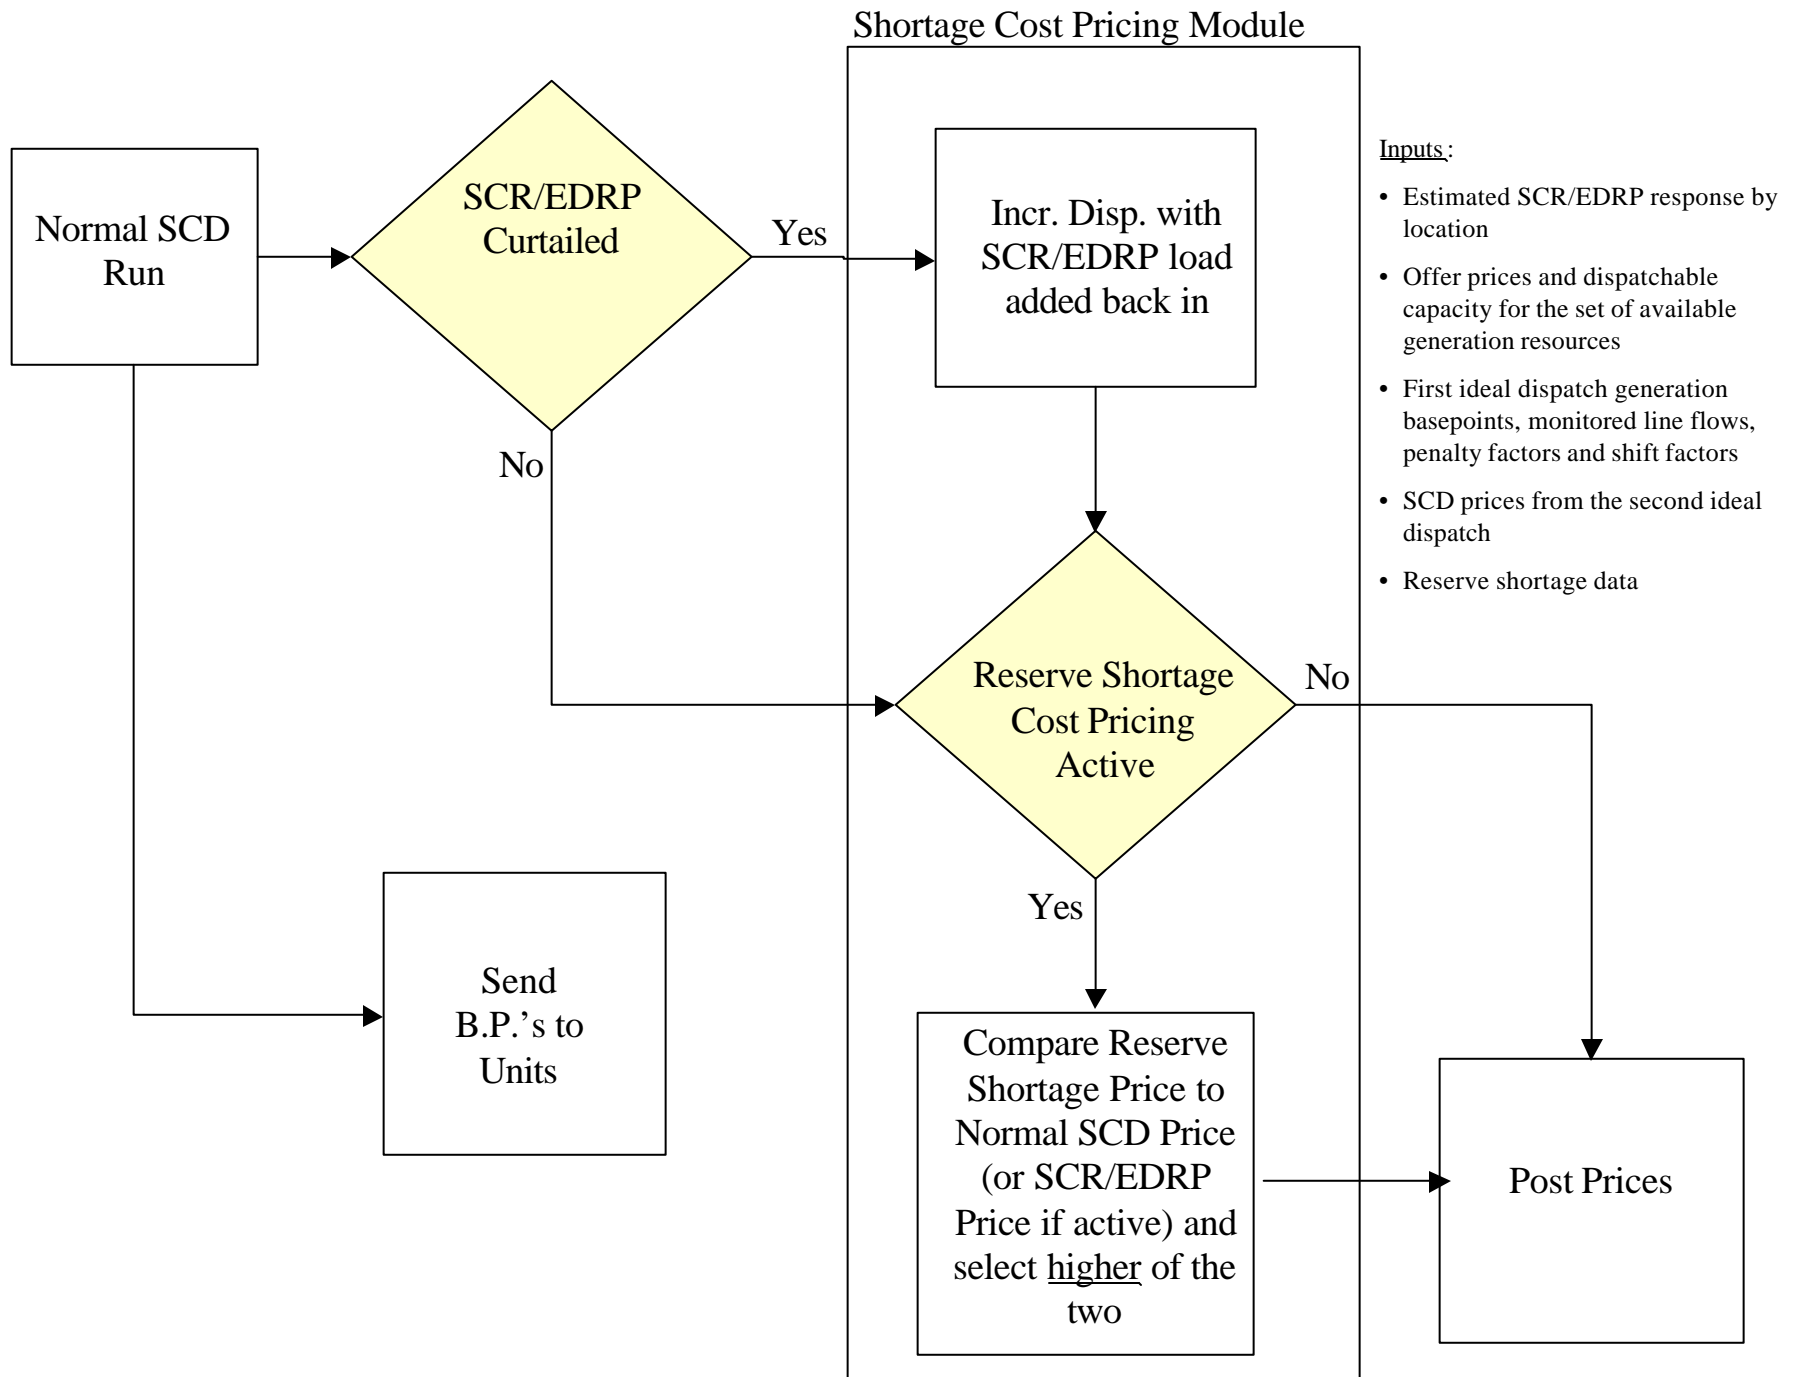 Shortage Cost Pricing Module
Normal SCD
Run
SCR/EDRP
Curtailed
Yes
No
Incr. Disp. with
SCR/EDRP load
added back in
Inputs:
• Estimated SCR/EDRP response by
location
• Offer prices and dispatchable
capacity for the set of available
generation resources
• First ideal dispatch generation
basepoints, monitored line flows,
penalty factors and shift factors
• SCD prices from the second ideal
dispatch
• Reserve shortage data
Reserve Shortage
Cost Pricing
Active
No
Yes
Send
B.P.’s to
Units
Compare Reserve
Shortage Price to
Normal SCD Price
(or SCR/EDRP
Price if active) and
select higher of the
two
Post Prices